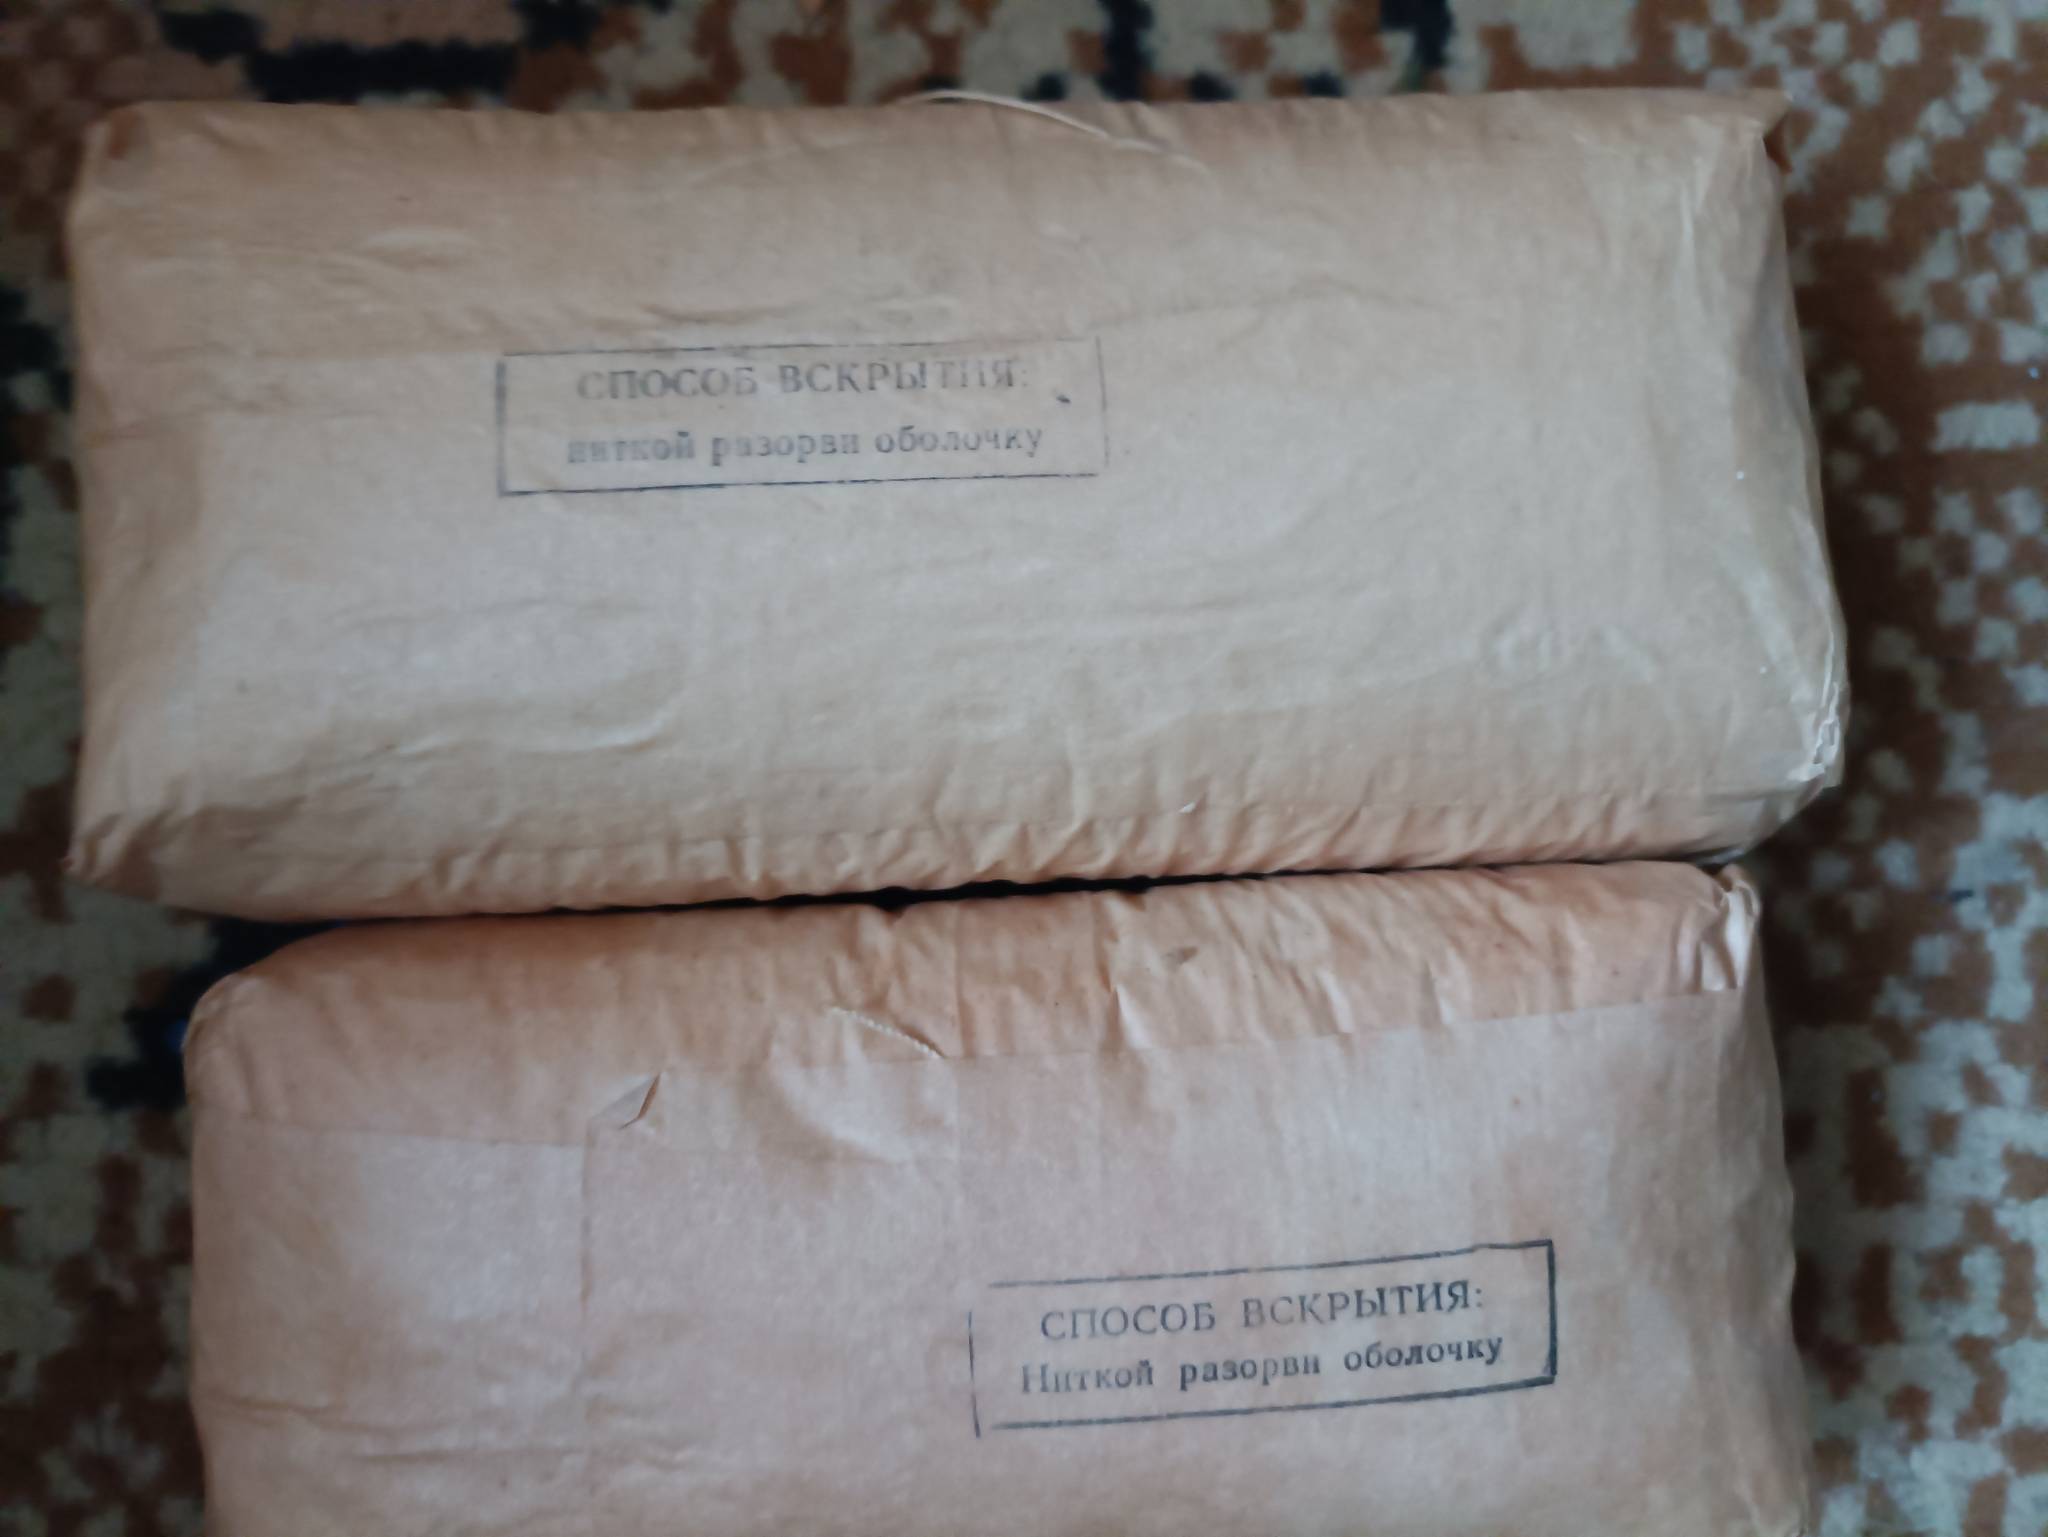 СПОСОБ ВСКРЫТИЯ:
ниткой разорви оболочку
СПОСОБ ВСКРЫТИЯ:
Ниткой разорви оболочку